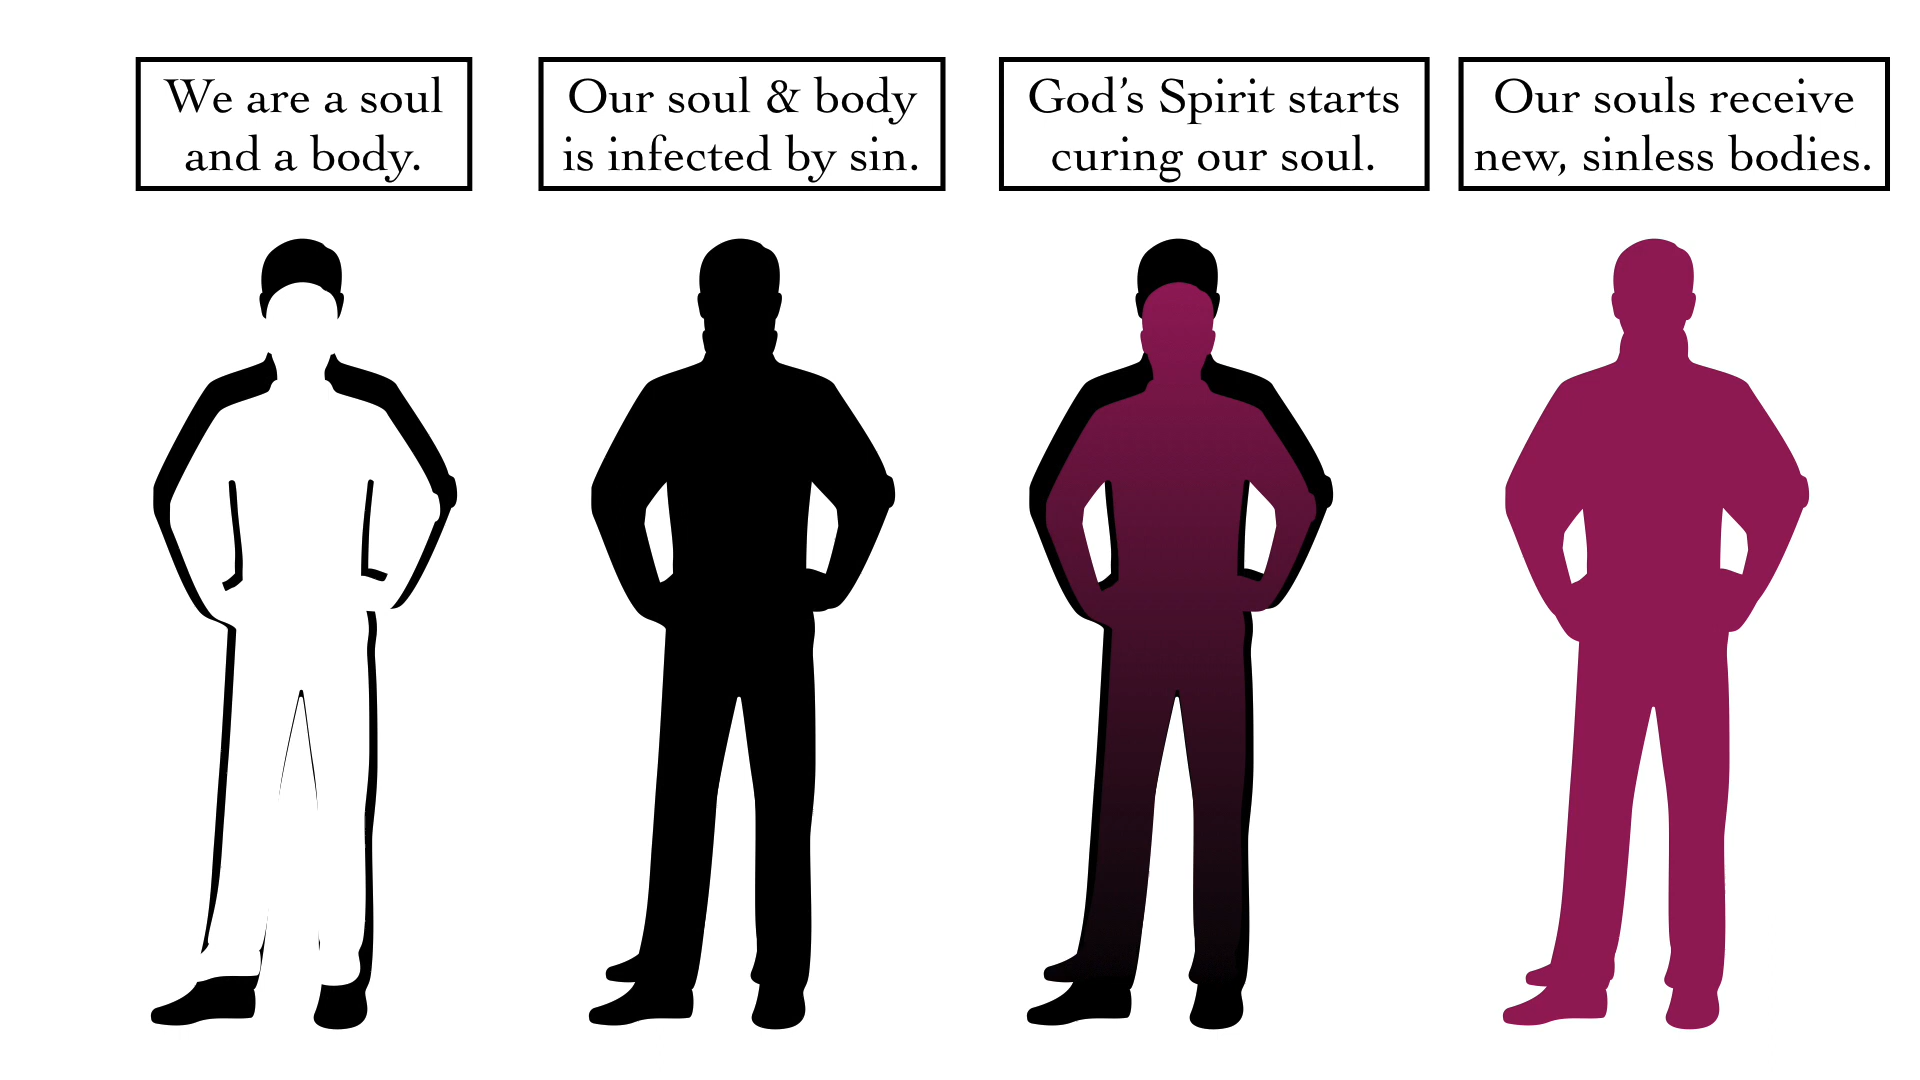 We are a soul
and a body.
Our soul & body
is infected by sin.
God’s Spirit starts
curing our soul.
Our souls receive
new, sinless bodies.